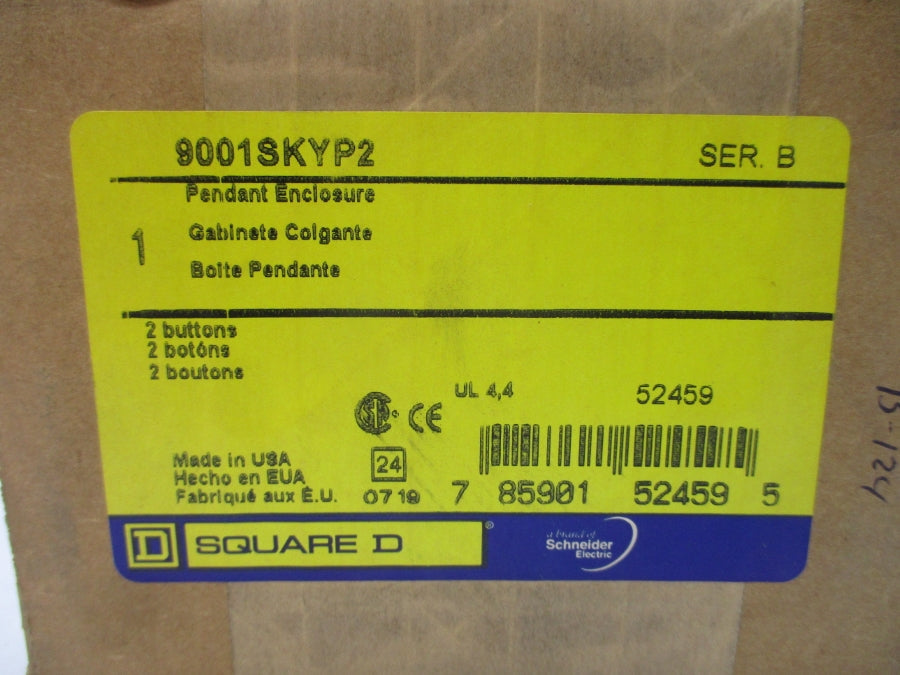 9001SKYP2 SER. B
Pendant Enclosure
1 Gabinete Colgante
Boite Pendante
2 buttons
2 botóns
2 boutons
UL 4,4 52459
CE
Made in USA
Hecho en EUA
Fabriqué aux É.U.
24
0719
7 85901 52459 5
D SQUARE D ®
a brand of
Schneider
Electric
B-124